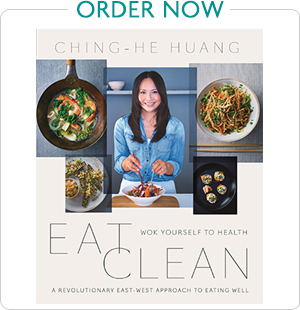 ORDER NOW
CHING-HE HUANG
WOK YOURSELF TO HEALTH
EAT
CLEAN
A REVOLUTIONARY EAST-WEST APPROACH TO EATING WELL